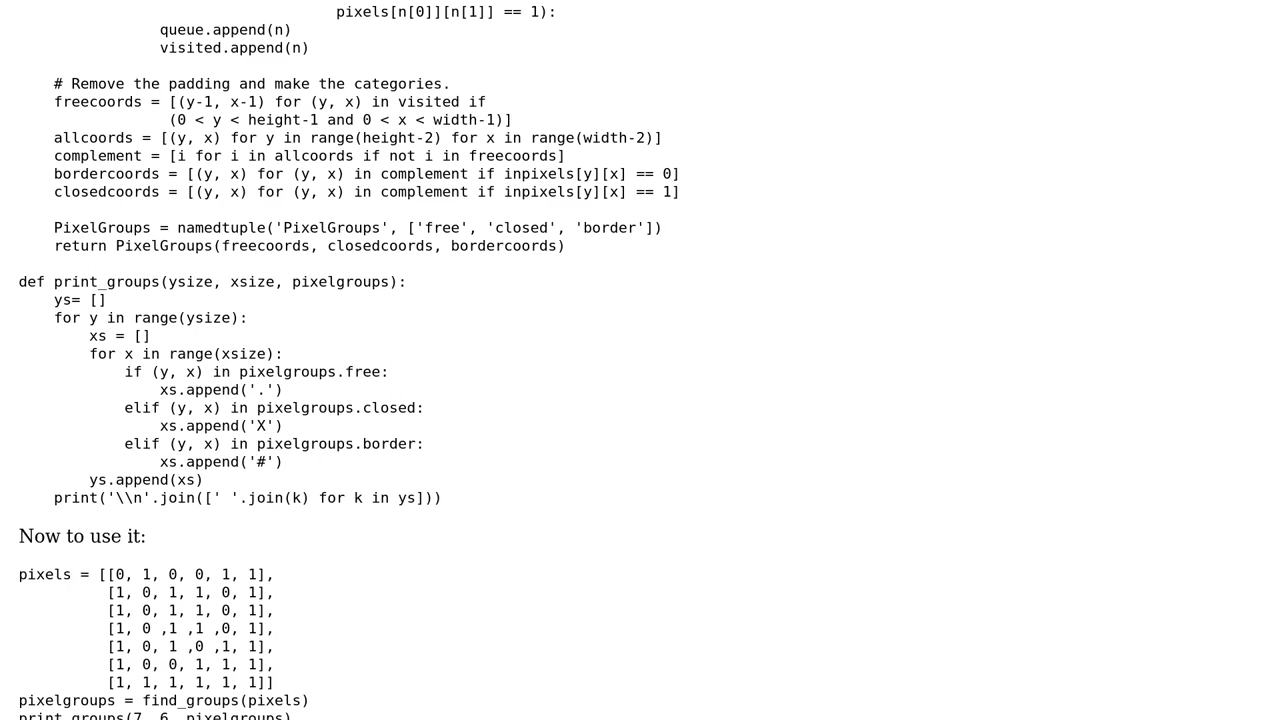 pixels[n[0]][n[1]] == 1):
queue.append(n)
visited.append(n)
# Remove the padding and make the categories.
freecoords = [(y-1, x-1) for (y, x) in visited if
(0 < y < height-1 and 0 < x < width-1)]
allcoords = [(y, x) for y in range(height-2) for x in range(width-2)]
complement = [i for i in allcoords if not i in freecoords]
bordercoords = [(y, x) for (y, x) in complement if inpixels[y][x] == 0]
closedcoords = [(y, x) for (y, x) in complement if inpixels[y][x] == 1]
PixelGroups = namedtuple('PixelGroups', ['free', 'closed', 'border'])
return PixelGroups(freecoords, closedcoords, bordercoords)
def print_groups(ysize, xsize, pixelgroups):
ys= []
for y in range(ysize):
xs = []
for x in range(xsize):
if (y, x) in pixelgroups.free:
xs.append('.')
elif (y, x) in pixelgroups.closed:
xs.append('X')
elif (y, x) in pixelgroups.border:
xs.append('#')
ys.append(xs)
print('\\n'.join([' '.join(k) for k in ys]))
Now to use it:
pixels = [[0, 1, 0, 0, 1, 1],
[1, 0, 1, 1, 0, 1],
[1, 0, 1, 1, 0, 1],
[1, 0 ,1 ,1 ,0, 1],
[1, 0, 1 ,0 ,1, 1],
[1, 0, 0, 1, 1, 1],
[1, 1, 1, 1, 1, 1]]
pixelgroups = find_groups(pixels)
print_groups(7, 6, pixelgroups)